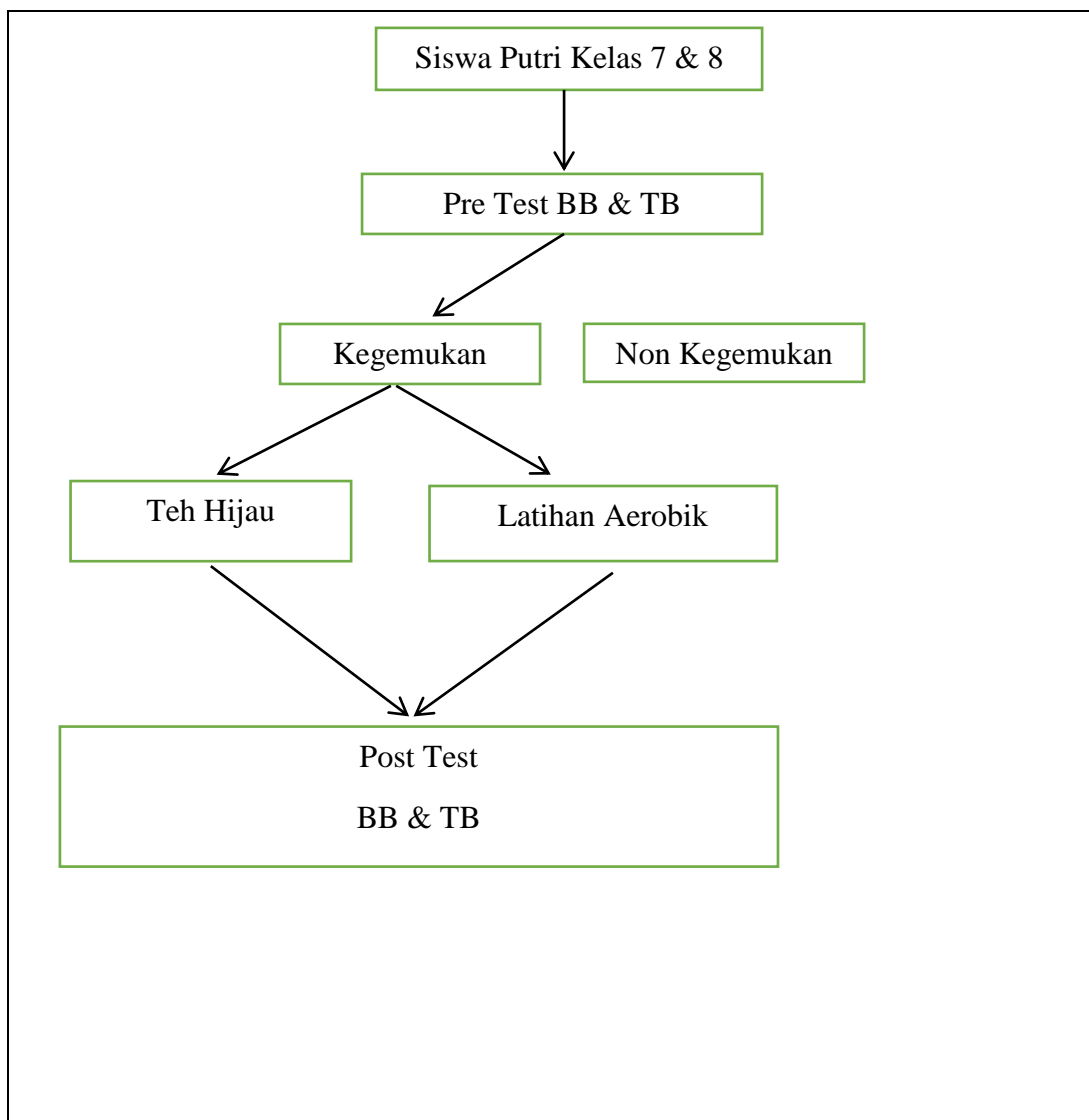 Siswa Putri Kelas 7 & 8
Pre Test BB & TB
Kegemukan
Non Kegemukan
Teh Hijau
Latihan Aerobik
Post Test
BB & TB